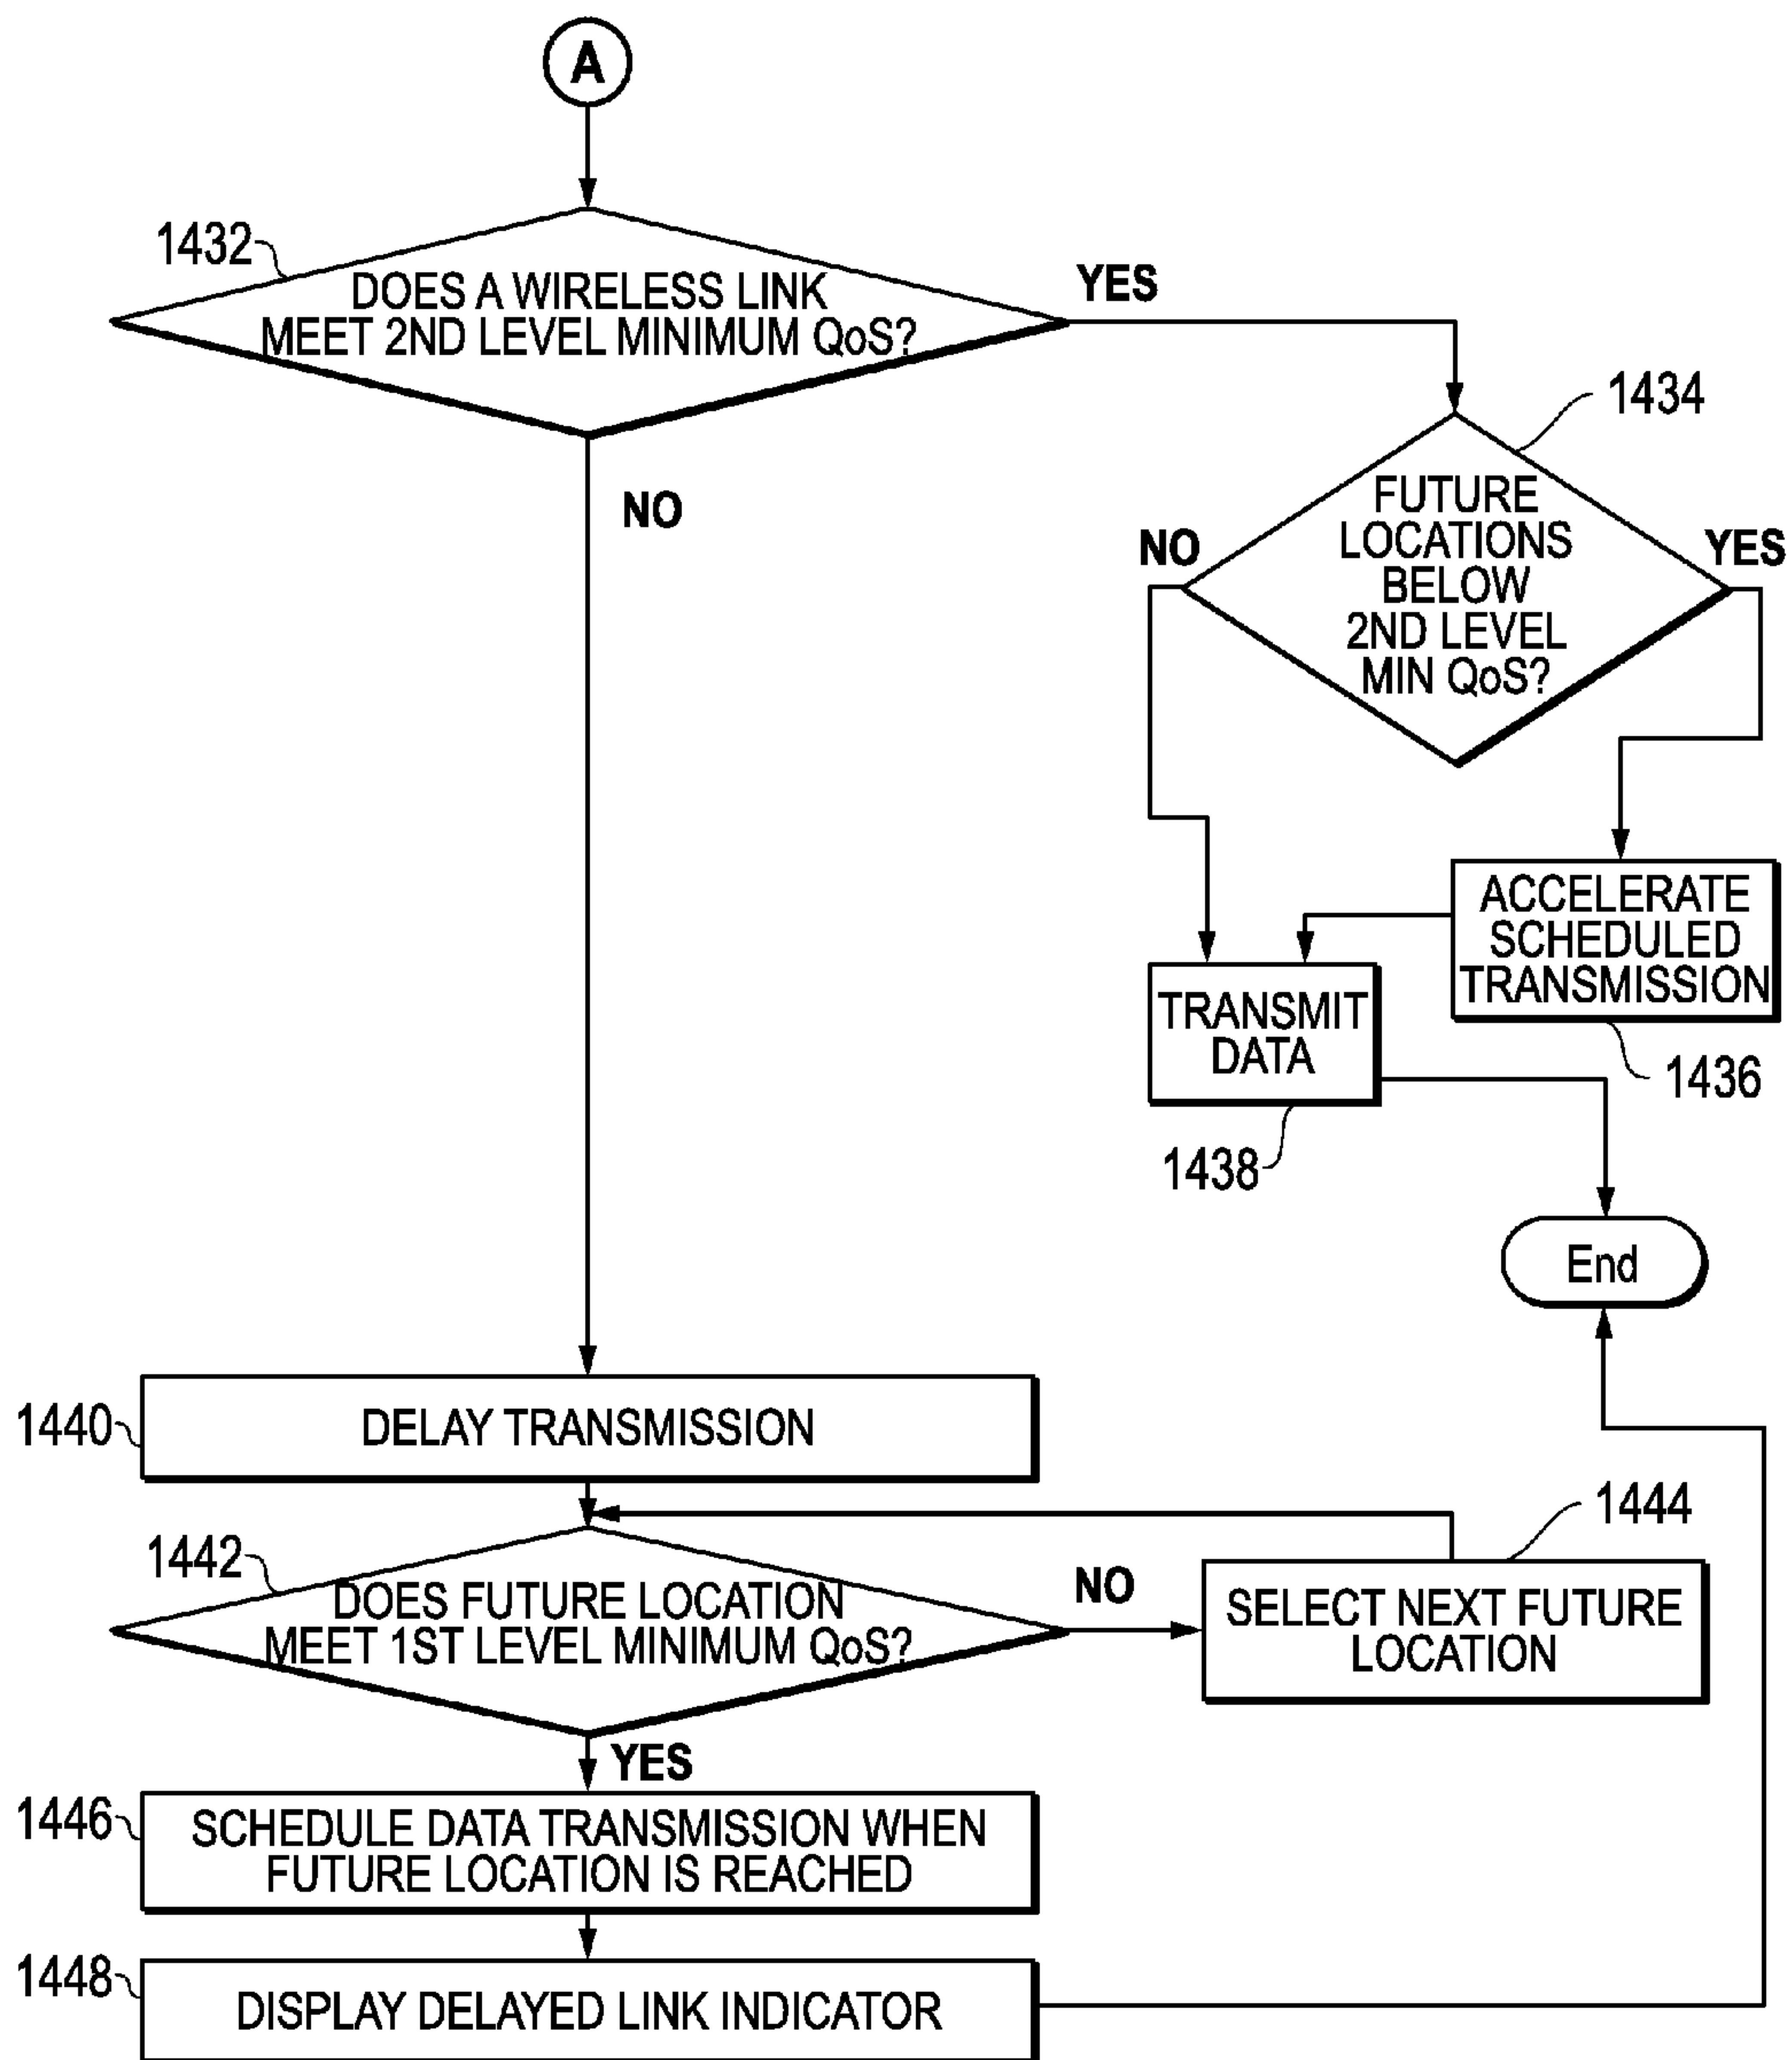 A
1432
DOES A WIRELESS LINK
MEET 2ND LEVEL MINIMUM QoS?
YES
NO
1434
FUTURE
LOCATIONS
BELOW
2ND LEVEL
MIN QoS?
NO
YES
ACCELERATE
SCHEDULED
TRANSMISSION
1436
TRANSMIT
DATA
1438
End
1440
DELAY TRANSMISSION
1442
DOES FUTURE LOCATION
MEET 1ST LEVEL MINIMUM QoS?
NO
1444
SELECT NEXT FUTURE
LOCATION
YES
1446
SCHEDULE DATA TRANSMISSION WHEN
FUTURE LOCATION IS REACHED
1448
DISPLAY DELAYED LINK INDICATOR